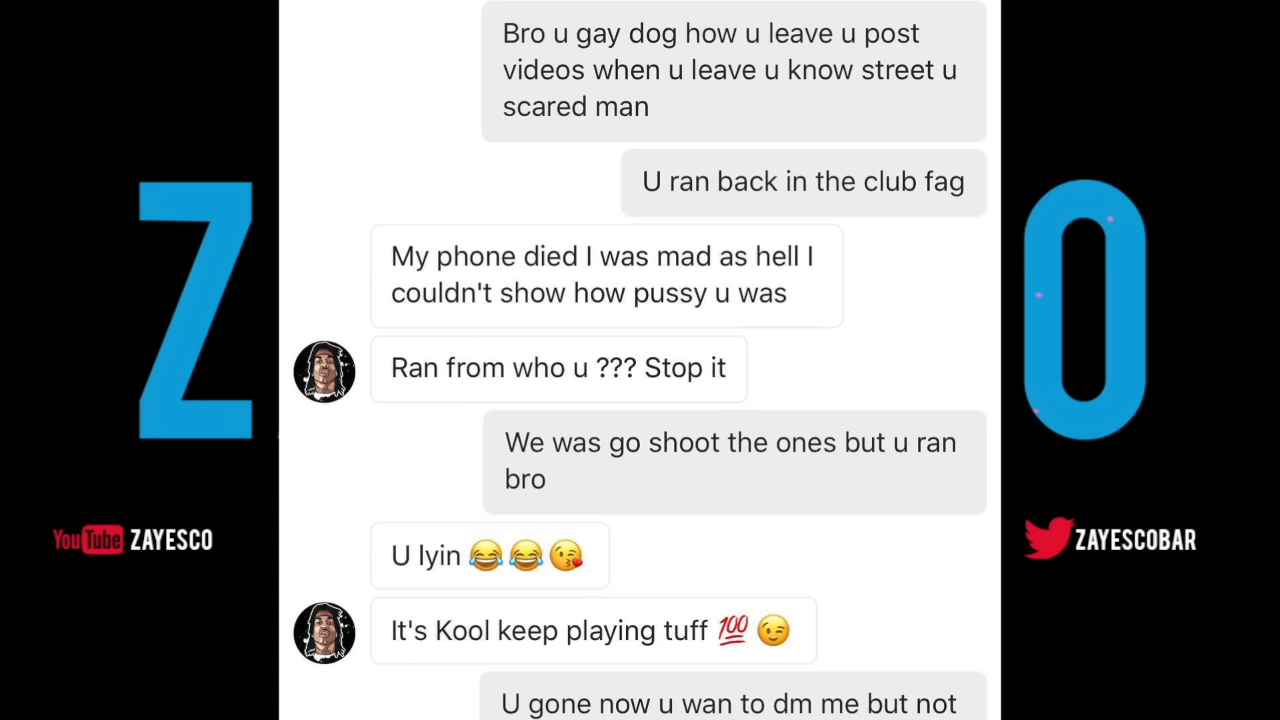 Bro u gay dog how u leave u post
videos when u leave u know street u
scared man
U ran back in the club fag
My phone died I was mad as hell I
couldn't show how pussy u was
Ran from who u ??? Stop it
We was go shoot the ones but u ran
bro
U lyin 😂😂😘
It's Kool keep playing tuff 💯😉
U gone now u wan to dm me but not
Z
O
YouTube ZAYESCO
ZAYESCOBAR